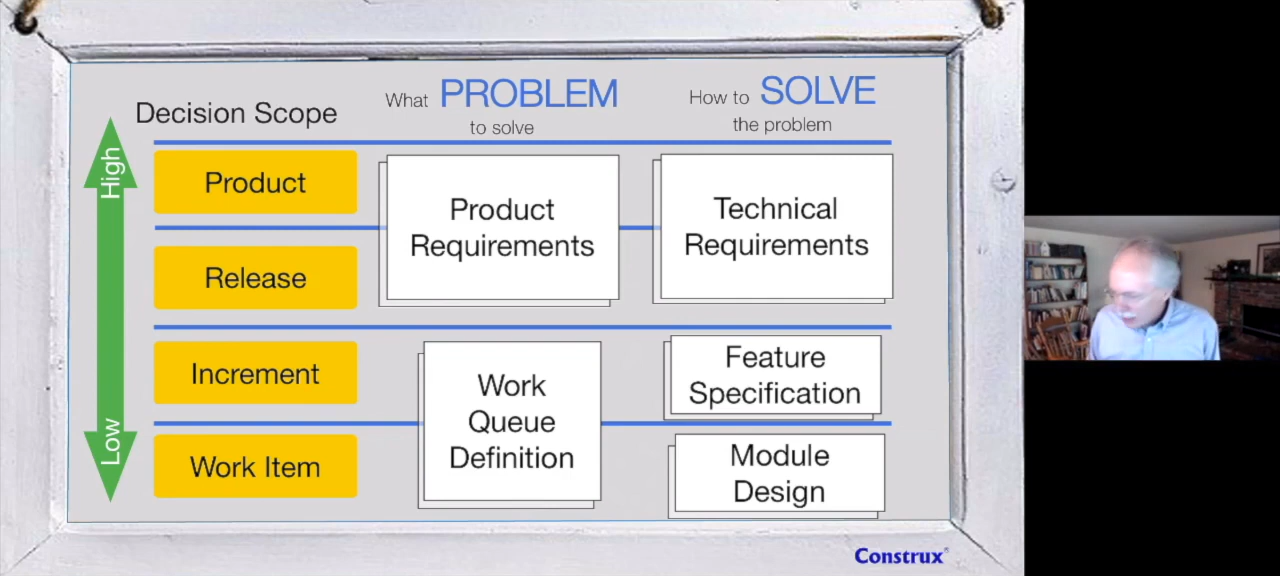 What PROBLEM
to solve
How to SOLVE
the problem
Decision Scope
High
Product
Product
Requirements
Technical
Requirements
Release
Increment
Work
Queue
Definition
Feature
Specification
Low
Work Item
Module
Design
Construx®